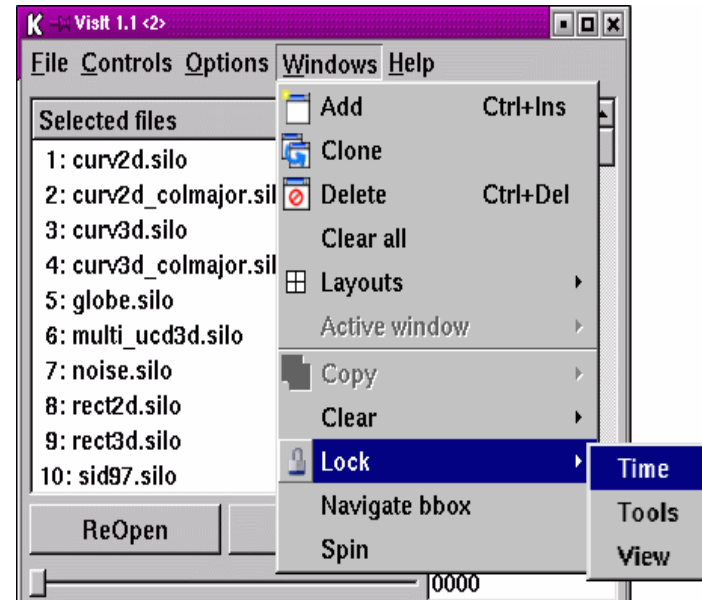 VisIt 1.1 <2>
File Controls Options Windows Help
Selected files
1: curv2d.silo
2: curv2d_colmajor.sil
3: curv3d.silo
4: curv3d_colmajor.sil
5: globe.silo
6: multi_ucd3d.silo
7: noise.silo
8: rect2d.silo
9: rect3d.silo
10: sid97.silo
ReOpen
0000
Add Ctrl+Ins
Clone
Delete Ctrl+Del
Clear all
Layouts
Active window
Copy
Clear
Lock
Navigate bbox
Spin
Time
Tools
View